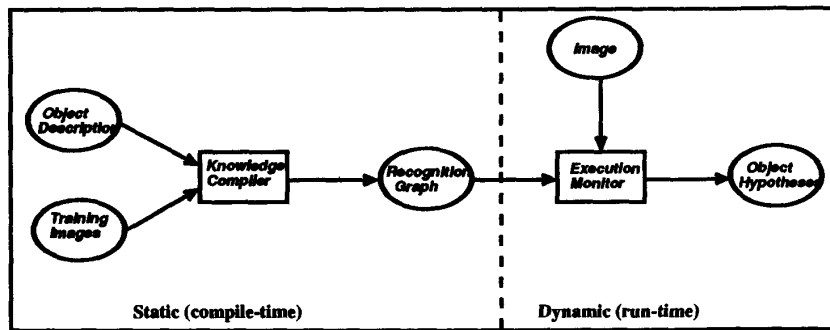 Image
Object
Description
Knowledge
Compiler
Recognition
Graph
Execution
Monitor
Object
Hypotheses
Training
Images
Static (compile-time)
Dynamic (run-time)